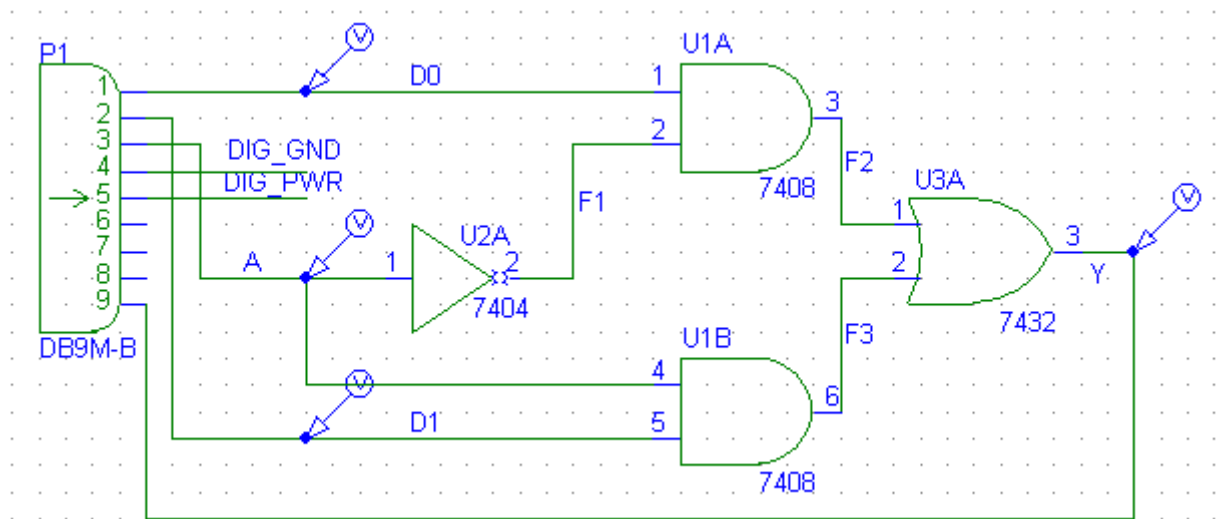 P1
1
2
3
4
5
6
7
8
9
DB9M-B
V
D0
DIG_GND
DIG_PWR
V
A
1
U2A
2
7404
F1
V
D1
U1A
1
2
3
7408
F2
U1B
4
5
6
7408
F3
U3A
1
2
3
7432
Y
V